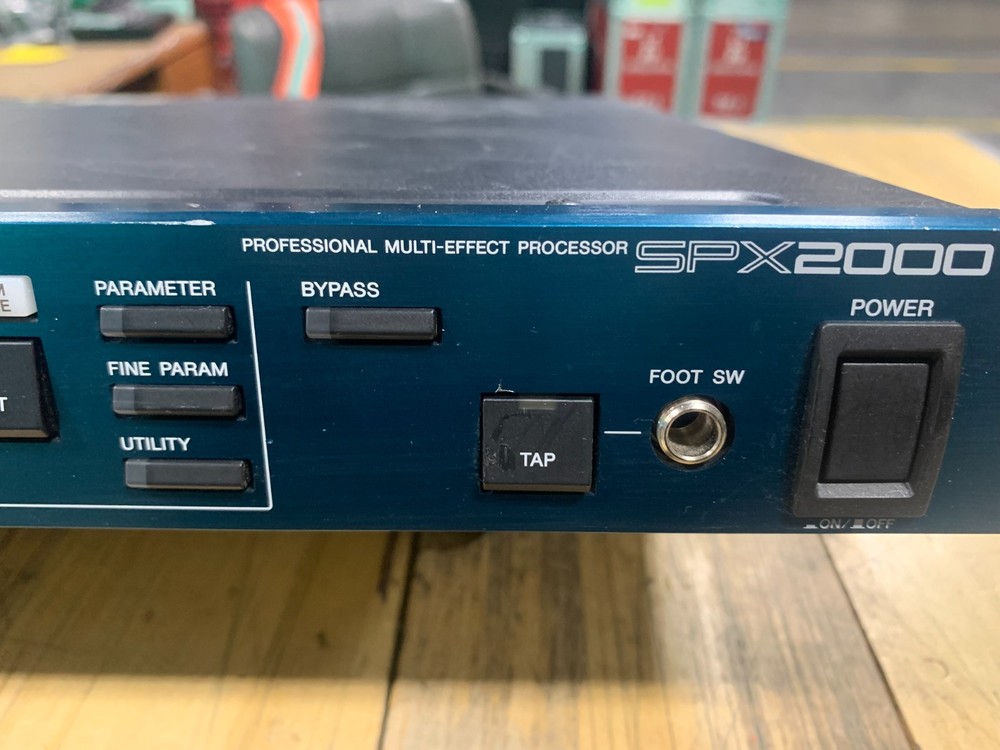 PROFESSIONAL MULTI-EFFECT PROCESSOR SPX2000
PARAMETER
BYPASS
POWER
FINE PARAM
FOOT SW
UTILITY
TAP
ON/ OFF